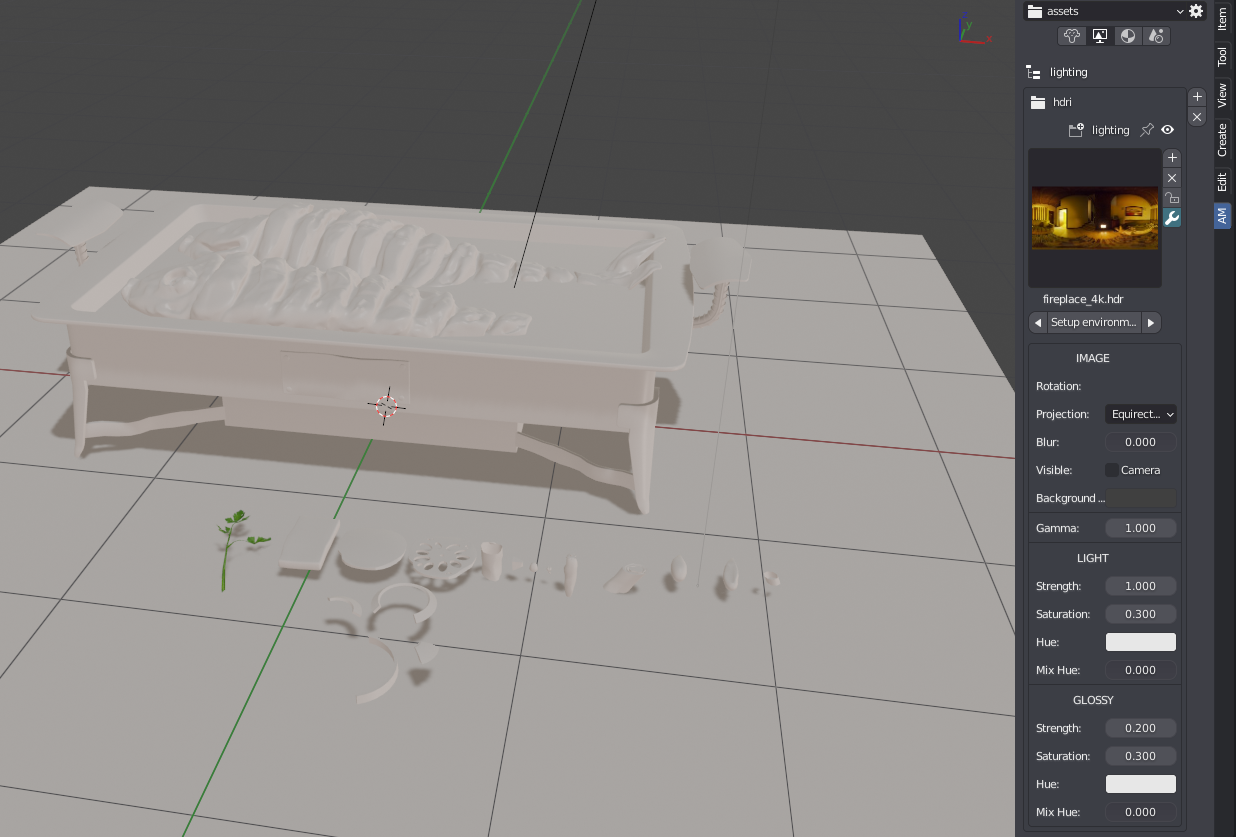 Z
Y
X
assets
lighting
hdri
lighting
fireplace_4k.hdr
Setup environm...
IMAGE
Rotation:
Projection: Equirect...
Blur: 0.000
Visible: Camera
Background ...
Gamma: 1.000
LIGHT
Strength: 1.000
Saturation: 0.300
Hue:
Mix Hue: 0.000
GLOSSY
Strength: 0.200
Saturation: 0.300
Hue:
Mix Hue: 0.000
Item
Tool
View
Create
Edit
AM